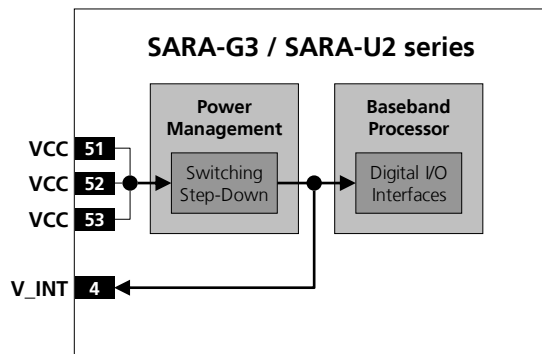 SARA-G3 / SARA-U2 series
Power
Management
Baseband
Processor
Switching
Step-Down
Digital I/O
Interfaces
VCC 51
VCC 52
VCC 53
V_INT 4